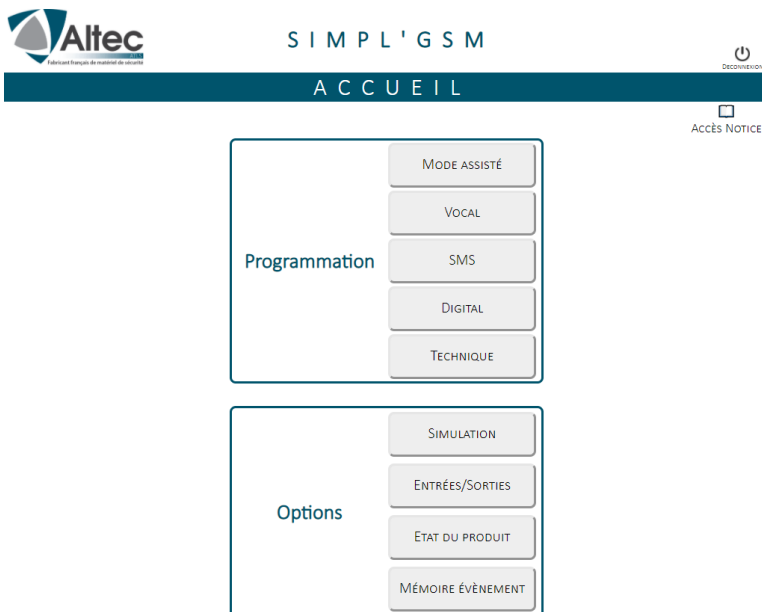 Altec
Fabricant français de matériel de sécurité
SIMPL'GSM
DECONNEXION
ACCUEIL
ACCÈS NOTICE
Programmation
MODE ASSISTÉ
VOCAL
SMS
DIGITAL
TECHNIQUE
Options
SIMULATION
ENTRÉES/SORTIES
ETAT DU PRODUIT
MÉMOIRE ÉVÈNEMENT